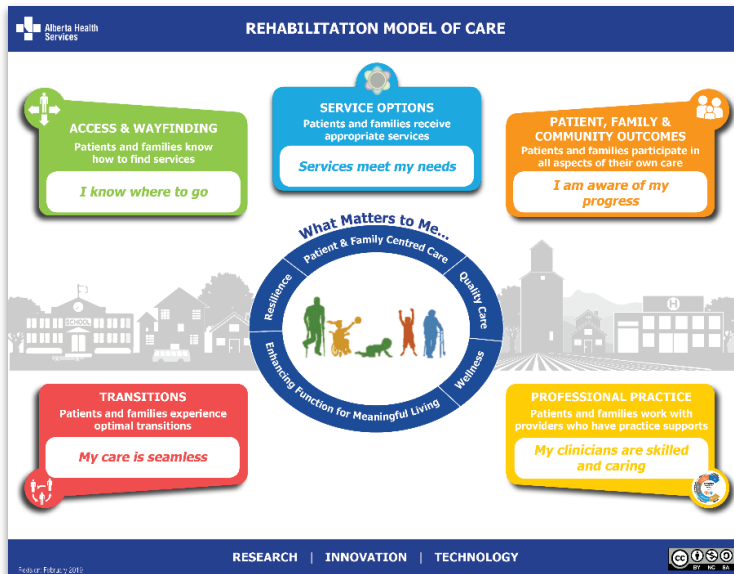 Alberta Health
Services
REHABILITATION MODEL OF CARE
ACCESS & WAYFINDING
Patients and families know
how to find services
I know where to go
SERVICE OPTIONS
Patients and families receive
appropriate services
Services meet my needs
PATIENT, FAMILY &
COMMUNITY OUTCOMES
Patients and families participate in
all aspects of their own care
I am aware of my
progress
What Matters to Me...
Patient & Family Centred Care
Resilience
Quality Care
Wellness
Enhancing Function for Meaningful Living
SCHOOL
H
TRANSITIONS
Patients and families experience
optimal transitions
My care is seamless
PROFESSIONAL PRACTICE
Patients and families work with
providers who have practice supports
My clinicians are skilled
and caring
RESEARCH | INNOVATION | TECHNOLOGY
February 2019
cc
BY NC SA